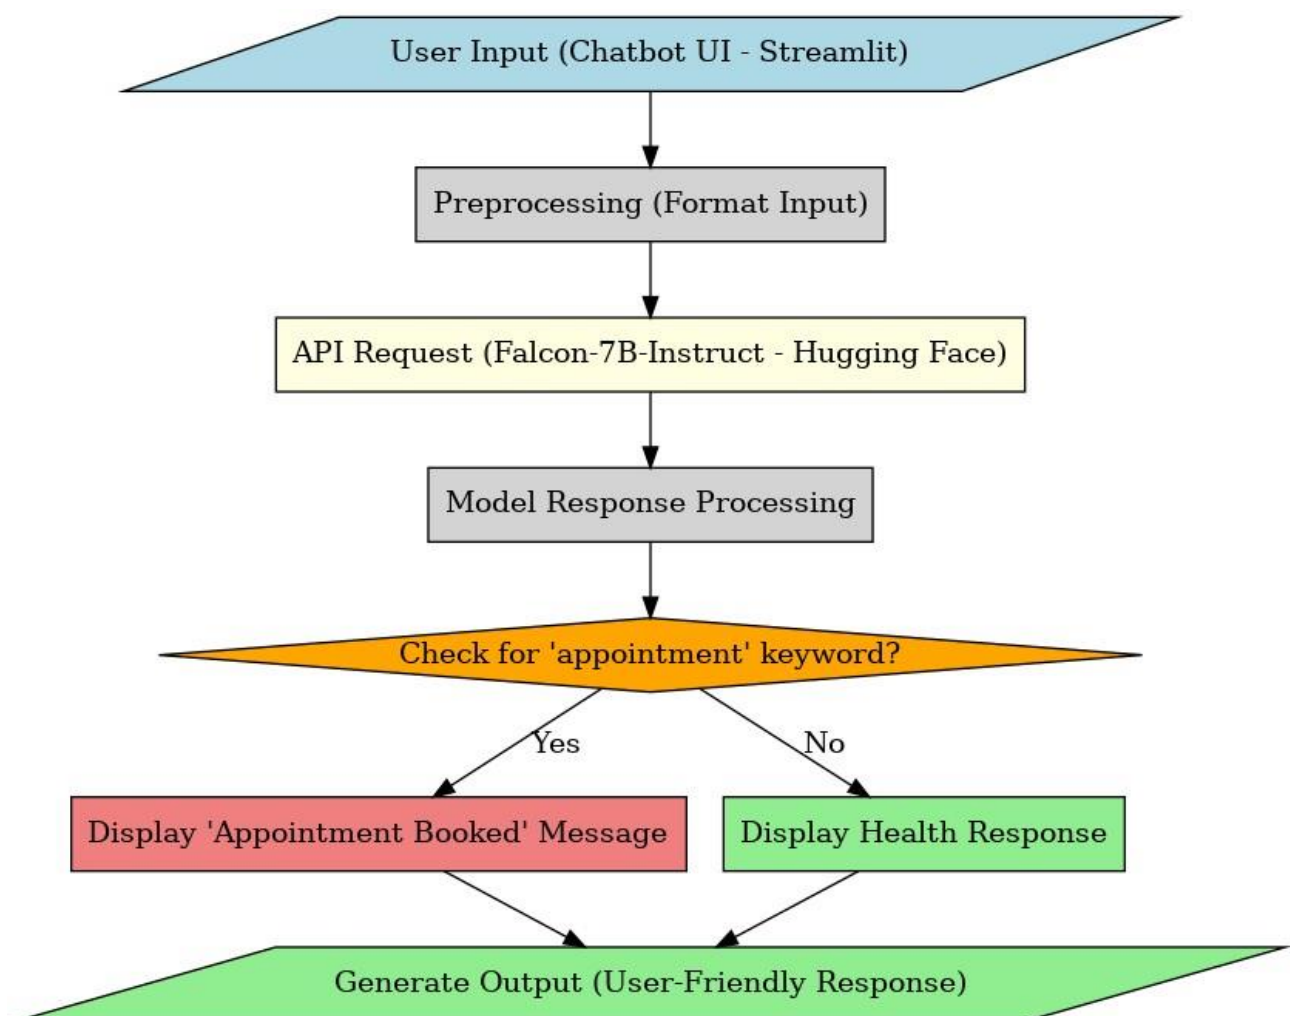 User Input (Chatbot UI - Streamlit)
Preprocessing (Format Input)
API Request (Falcon-7B-Instruct - Hugging Face)
Model Response Processing
Check for 'appointment' keyword?
Yes
No
Display 'Appointment Booked' Message
Display Health Response
Generate Output (User-Friendly Response)